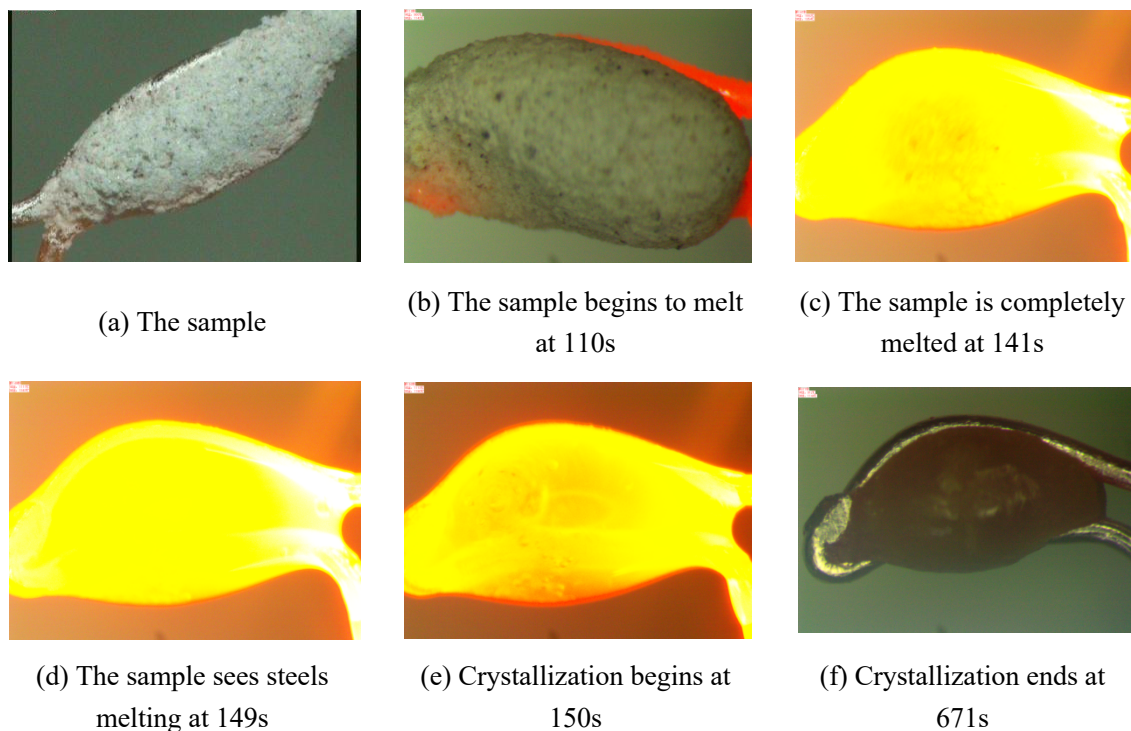 (a) The sample
(b) The sample begins to melt
at 110s
(c) The sample is completely
melted at 141s
(d) The sample sees steels
melting at 149s
(e) Crystallization begins at
150s
(f) Crystallization ends at
671s